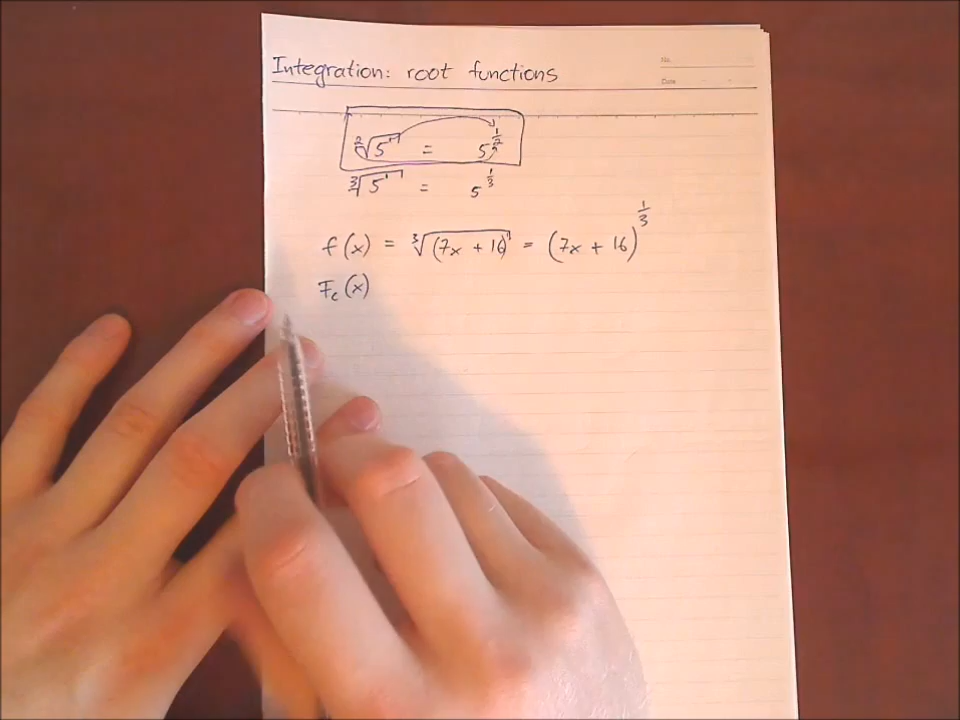 Integration: root functions
No.
Date
²√5¹ = 5^(1/2)
³√5¹ = 5^(1/3)
f(x) = ³√(7x + 16)¹ = (7x + 16)^(1/3)
F_c(x)